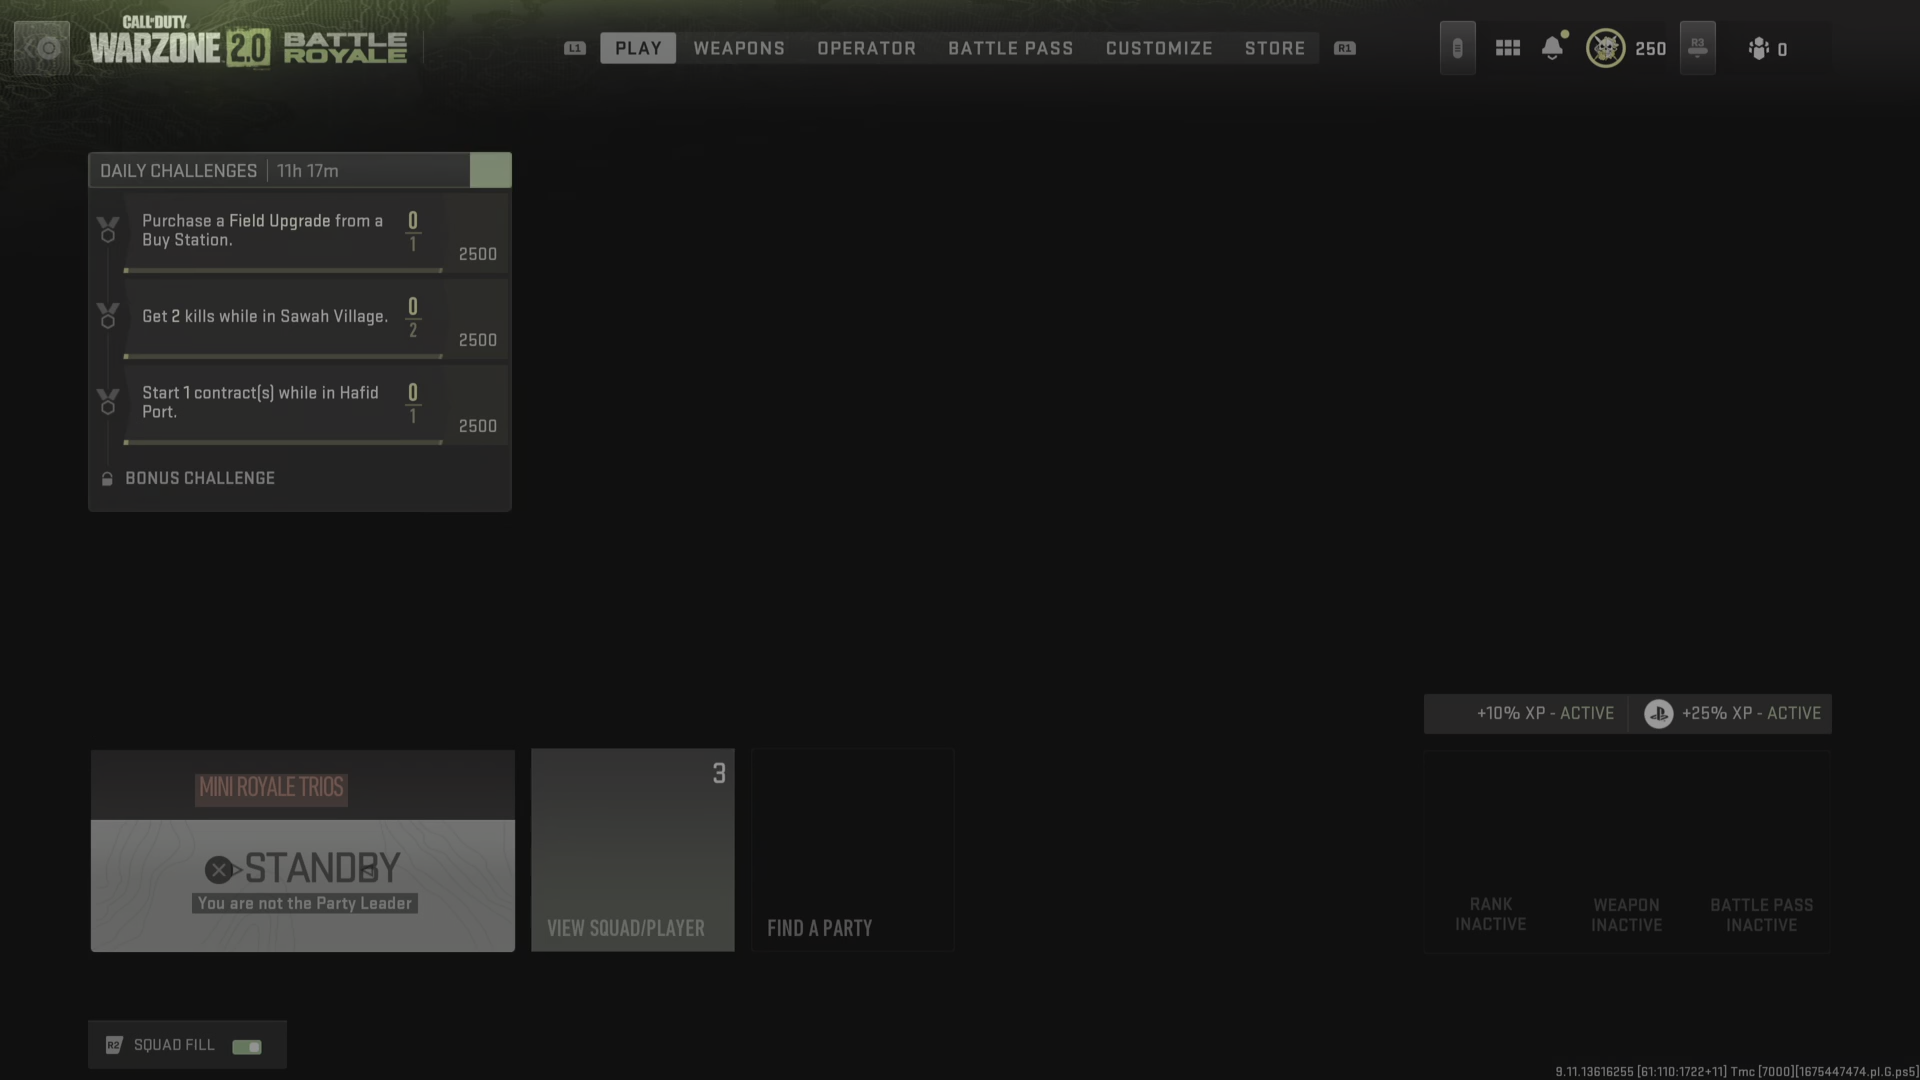 CALL OF DUTY
WARZONE 2.0 BATTLE ROYALE
L1 PLAY WEAPONS OPERATOR BATTLE PASS CUSTOMIZE STORE R1
250 R3 0
DAILY CHALLENGES 11h 17m
Purchase a Field Upgrade from a
Buy Station.
0
1
2500
Get 2 kills while in Sawah Village.
0
2
2500
Start 1 contract(s) while in Hafid
Port.
0
1
2500
BONUS CHALLENGE
+10% XP - ACTIVE +25% XP - ACTIVE
MINI ROYALE TRIOS
STANDBY
You are not the Party Leader
3
VIEW SQUAD/PLAYER
FIND A PARTY
RANK
INACTIVE
WEAPON
INACTIVE
BATTLE PASS
INACTIVE
R2 SQUAD FILL
9.11.13616255 [61:110:1722+11] Tmc [7000][1675447474.pl.G.ps5]